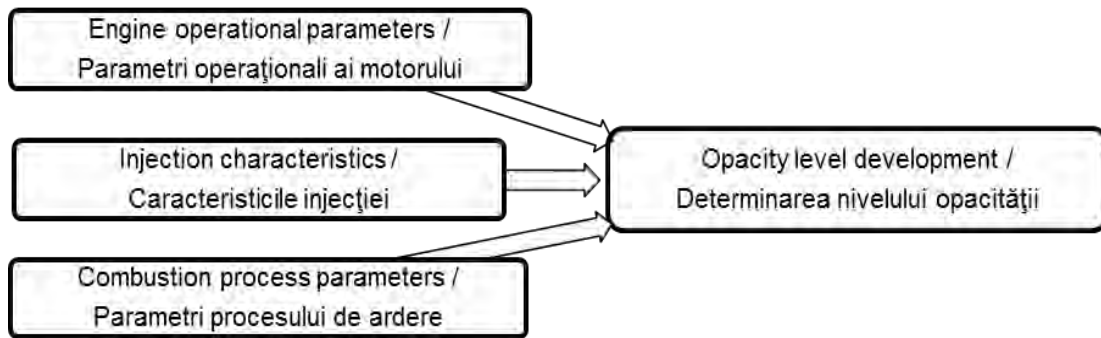 Engine operational parameters /
Parametri operaţionali ai motorului
Injection characteristics /
Caracteristicile injecţiei
Opacity level development /
Determinarea nivelului opacităţii
Combustion process parameters /
Parametri procesului de ardere